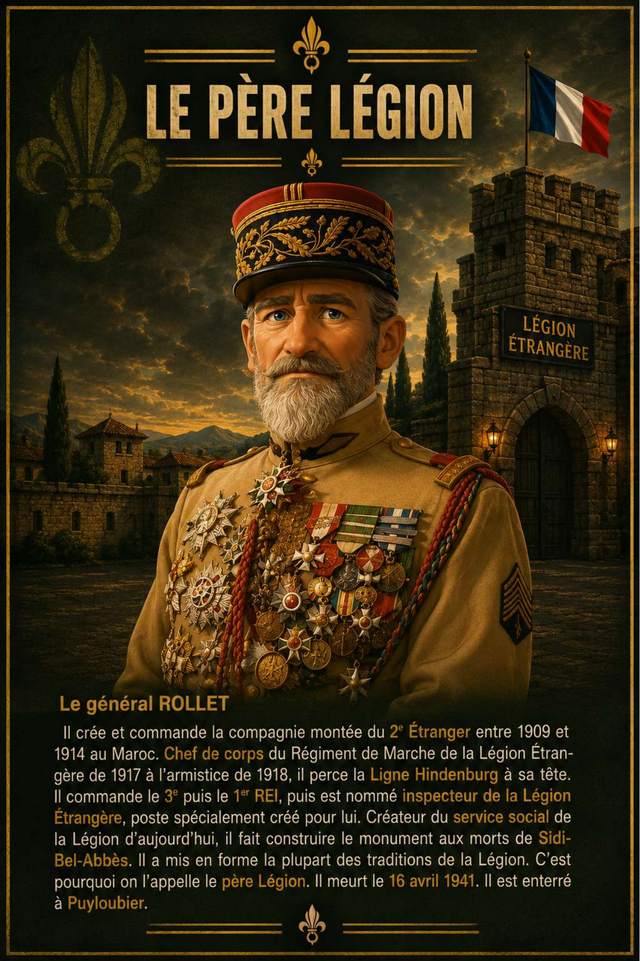 LE PÈRE LÉGION
LÉGION
ÉTRANGÈRE
Le général ROLLET
Il crée et commande la compagnie montée du 2e Étranger entre 1909 et
1914 au Maroc. Chef de corps du Régiment de Marche de la Légion Étran-
gère de 1917 à l’armistice de 1918, il perce la Ligne Hindenburg à sa tête.
Il commande le 3e puis le 1er REI, puis est nommé inspecteur de la Légion
Étrangère, poste spécialement créé pour lui. Créateur du service social de
la Légion d’aujourd’hui, il fait construire le monument aux morts de Sidi-
Bel-Abbès. Il a mis en forme la plupart des traditions de la Légion. C’est
pourquoi on l’appelle le père Légion. Il meurt le 16 avril 1941. Il est enterré
à Puyloubier.